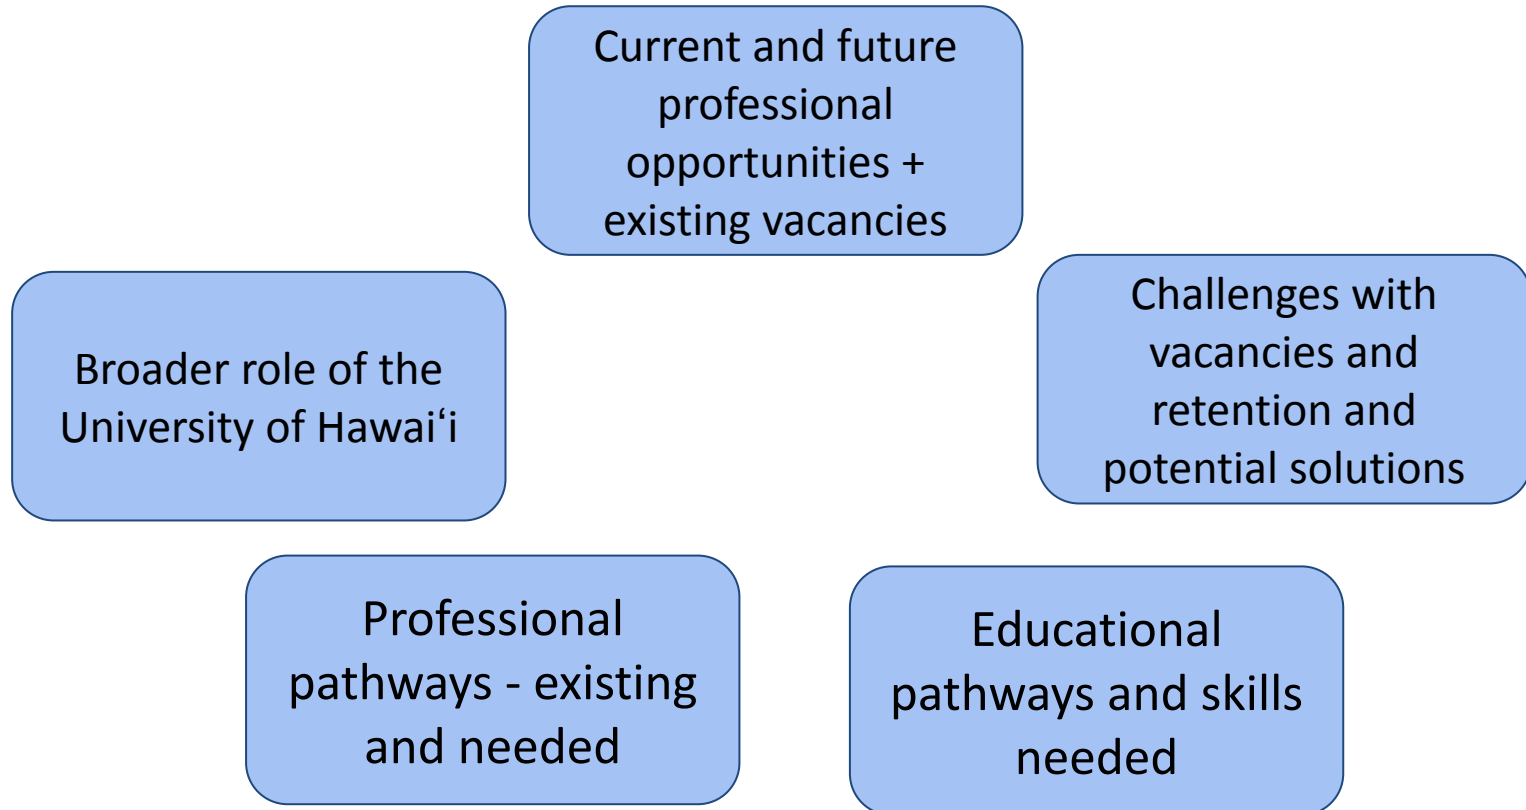 Current and future
professional
opportunities +
existing vacancies
Broader role of the
University of Hawaiʻi
Challenges with
vacancies and
retention and
potential solutions
Professional
pathways - existing
and needed
Educational
pathways and skills
needed